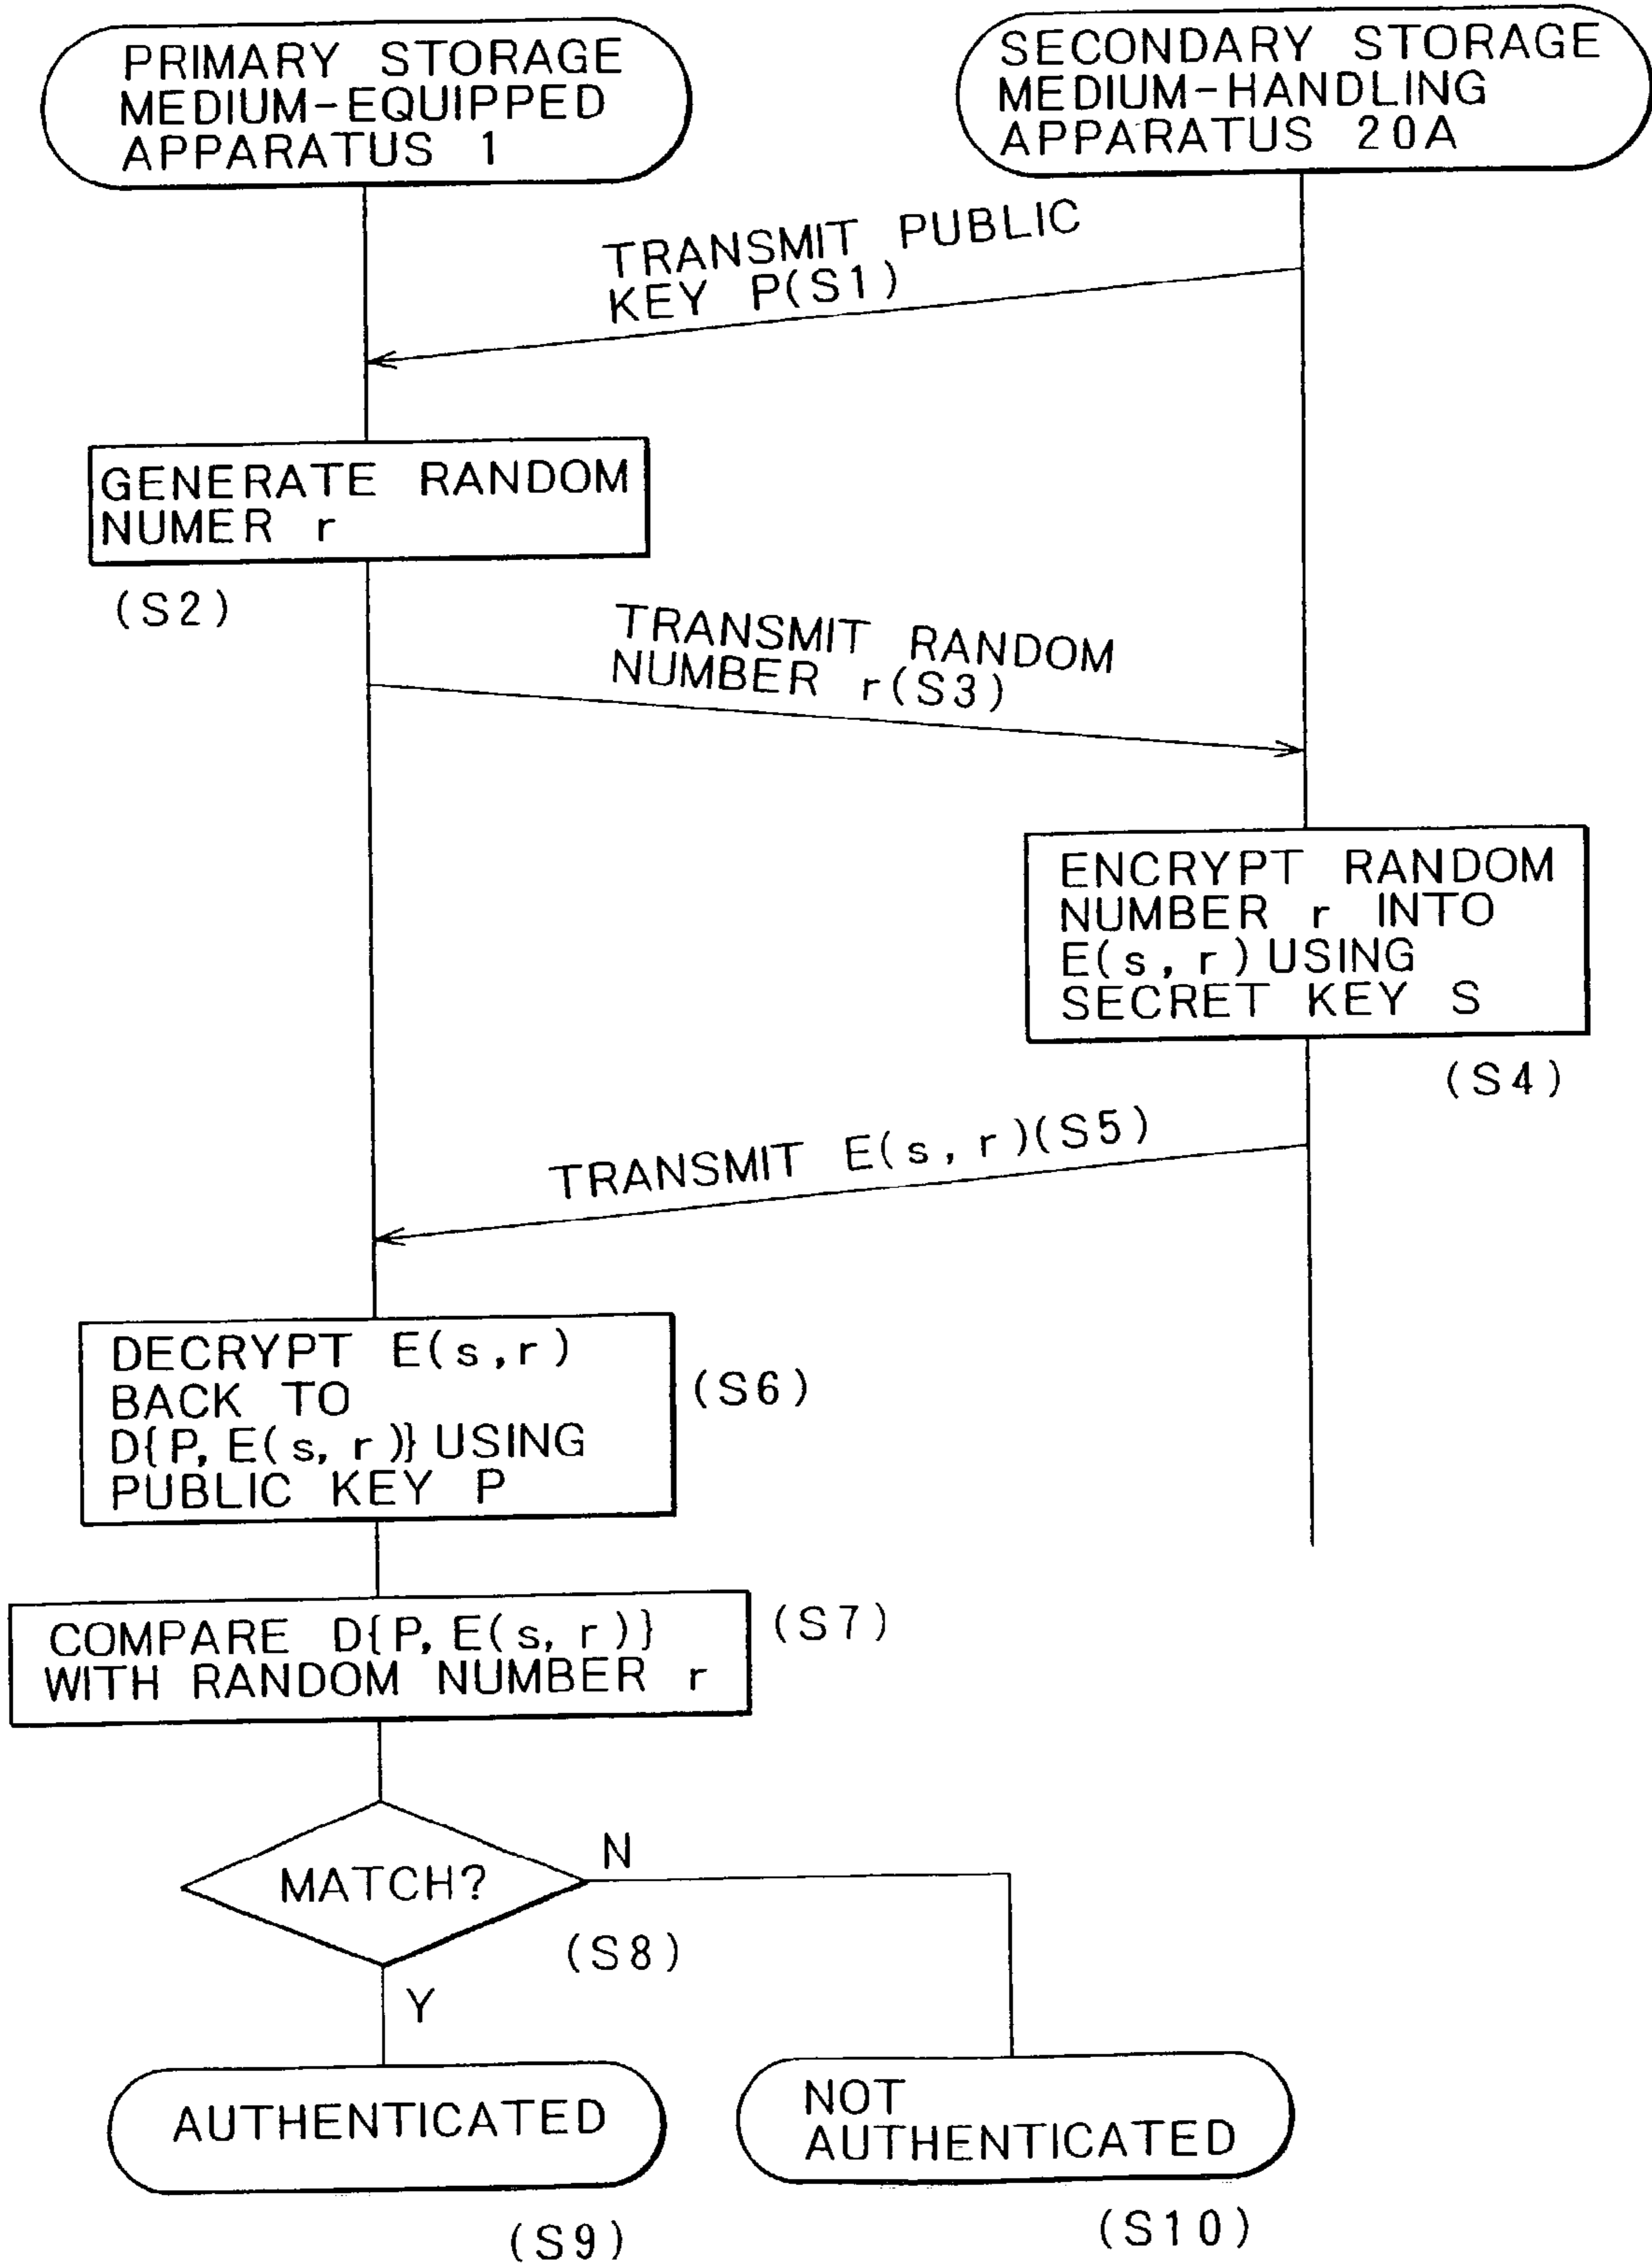 PRIMARY STORAGE
MEDIUM-EQUIPPED
APPARATUS 1
SECONDARY STORAGE
MEDIUM-HANDLING
APPARATUS 20A
TRANSMIT PUBLIC
KEY P(S1)
GENERATE RANDOM
NUMER r
(S2)
TRANSMIT RANDOM
NUMBER r(S3)
ENCRYPT RANDOM
NUMBER r INTO
E(s, r) USING
SECRET KEY S
(S4)
TRANSMIT E(s, r)(S5)
DECRYPT E(s,r)
BACK TO
D{P, E(s, r)} USING
PUBLIC KEY P
(S6)
COMPARE D{P, E(s, r)}
WITH RANDOM NUMBER r
(S7)
MATCH?
N
(S8)
Y
AUTHENTICATED
(S9)
NOT
AUTHENTICATED
(S10)